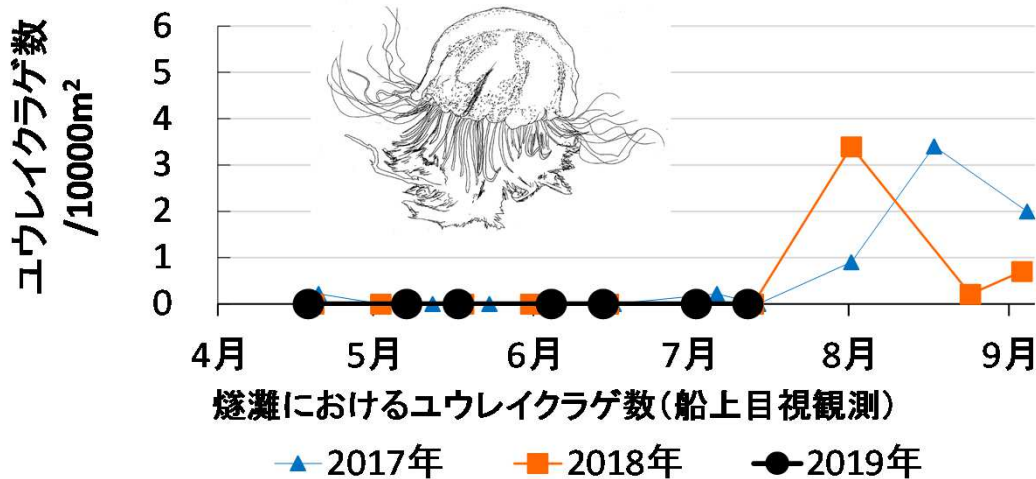 ユウレイクラゲ数
/10000m²
6
5
4
3
2
1
0
4月 5月 6月 7月 8月 9月
燧灘におけるユウレイクラゲ数(船上目視観測)
2017年 2018年 2019年